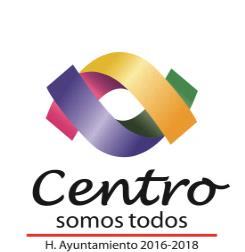 Centro
somos todos
H. Ayuntamiento 2016-2018